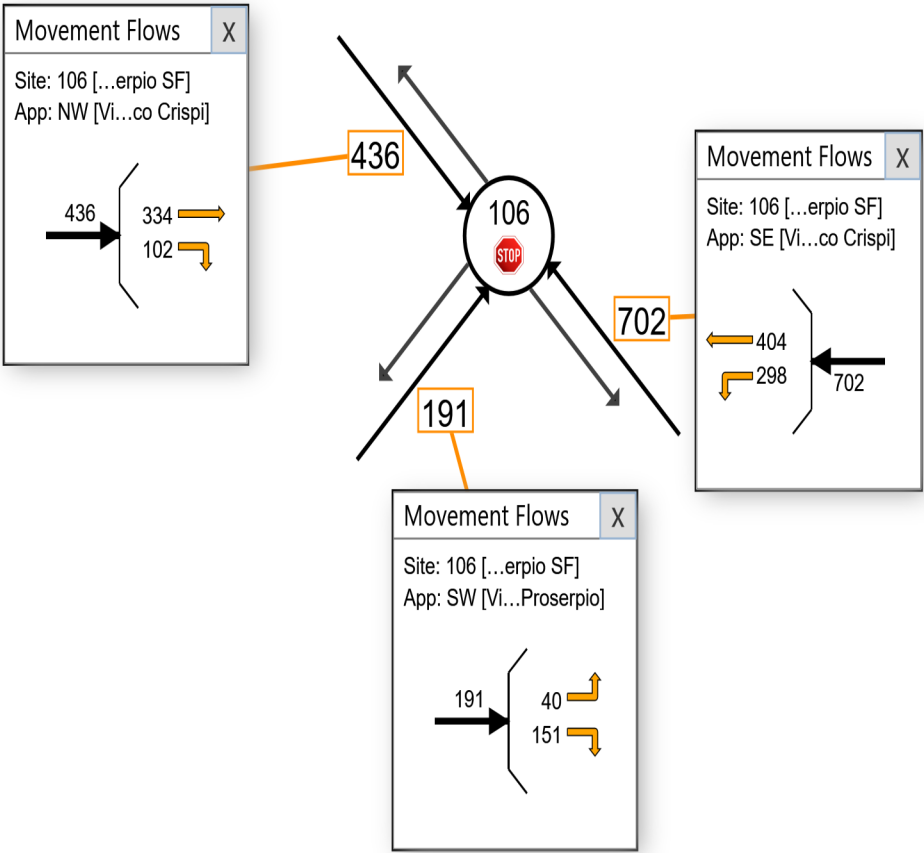 Movement Flows X
Site: 106 [...erpio SF]
App: NW [Vi...co Crispi]
436
334
102
436
106
STOP
702
191
Movement Flows X
Site: 106 [...erpio SF]
App: SE [Vi...co Crispi]
404
298
702
Movement Flows X
Site: 106 [...erpio SF]
App: SW [Vi...Proserpio]
191
40
151